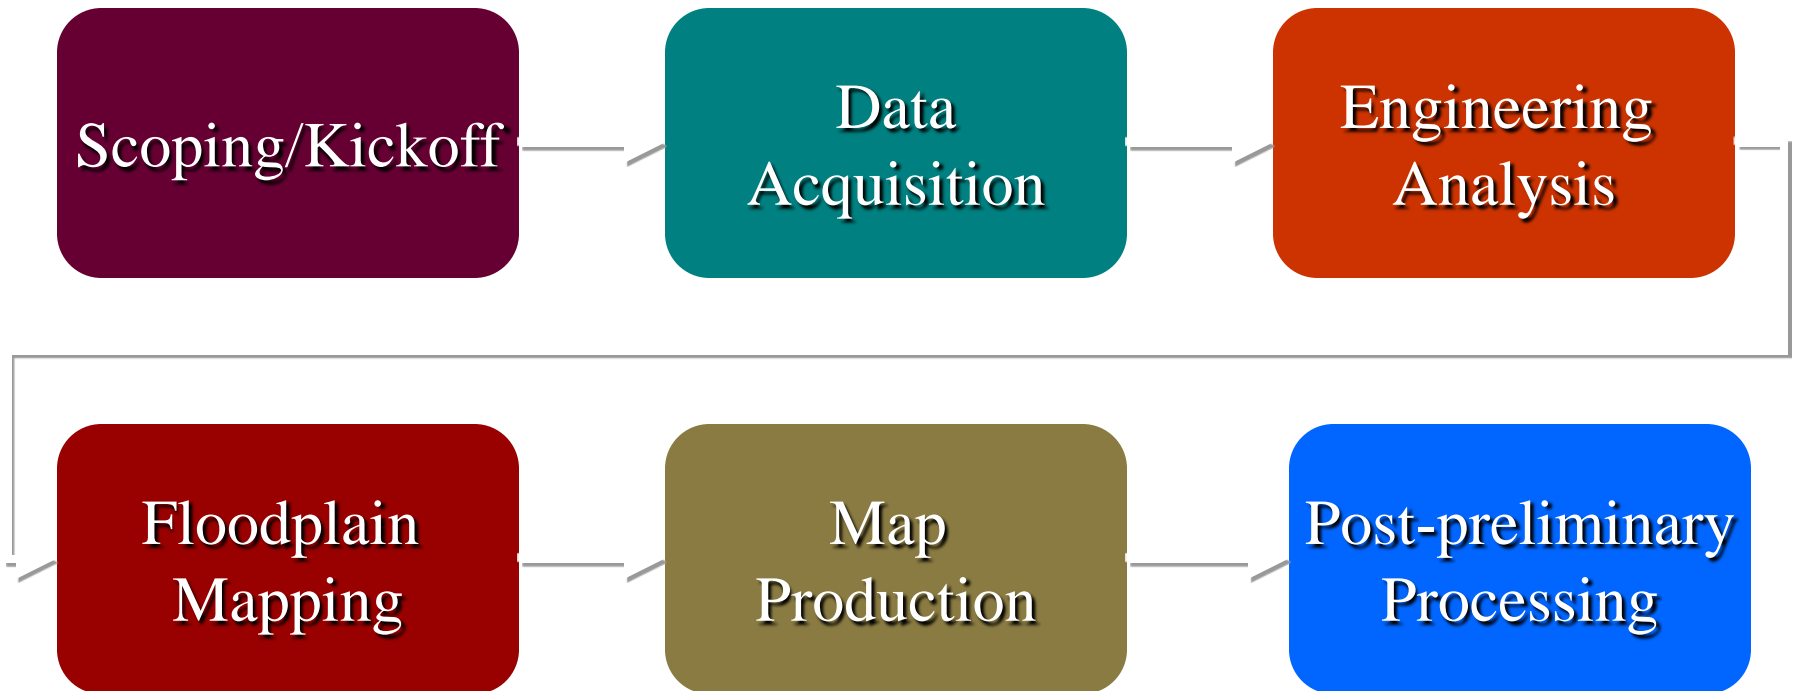 Scoping/Kickoff
Data
Acquisition
Engineering
Analysis
Floodplain
Mapping
Map
Production
Post-preliminary
Processing